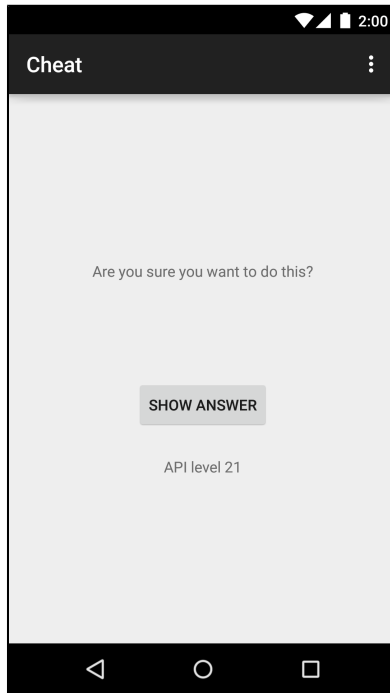 2:00
Cheat
Are you sure you want to do this?
SHOW ANSWER
API level 21